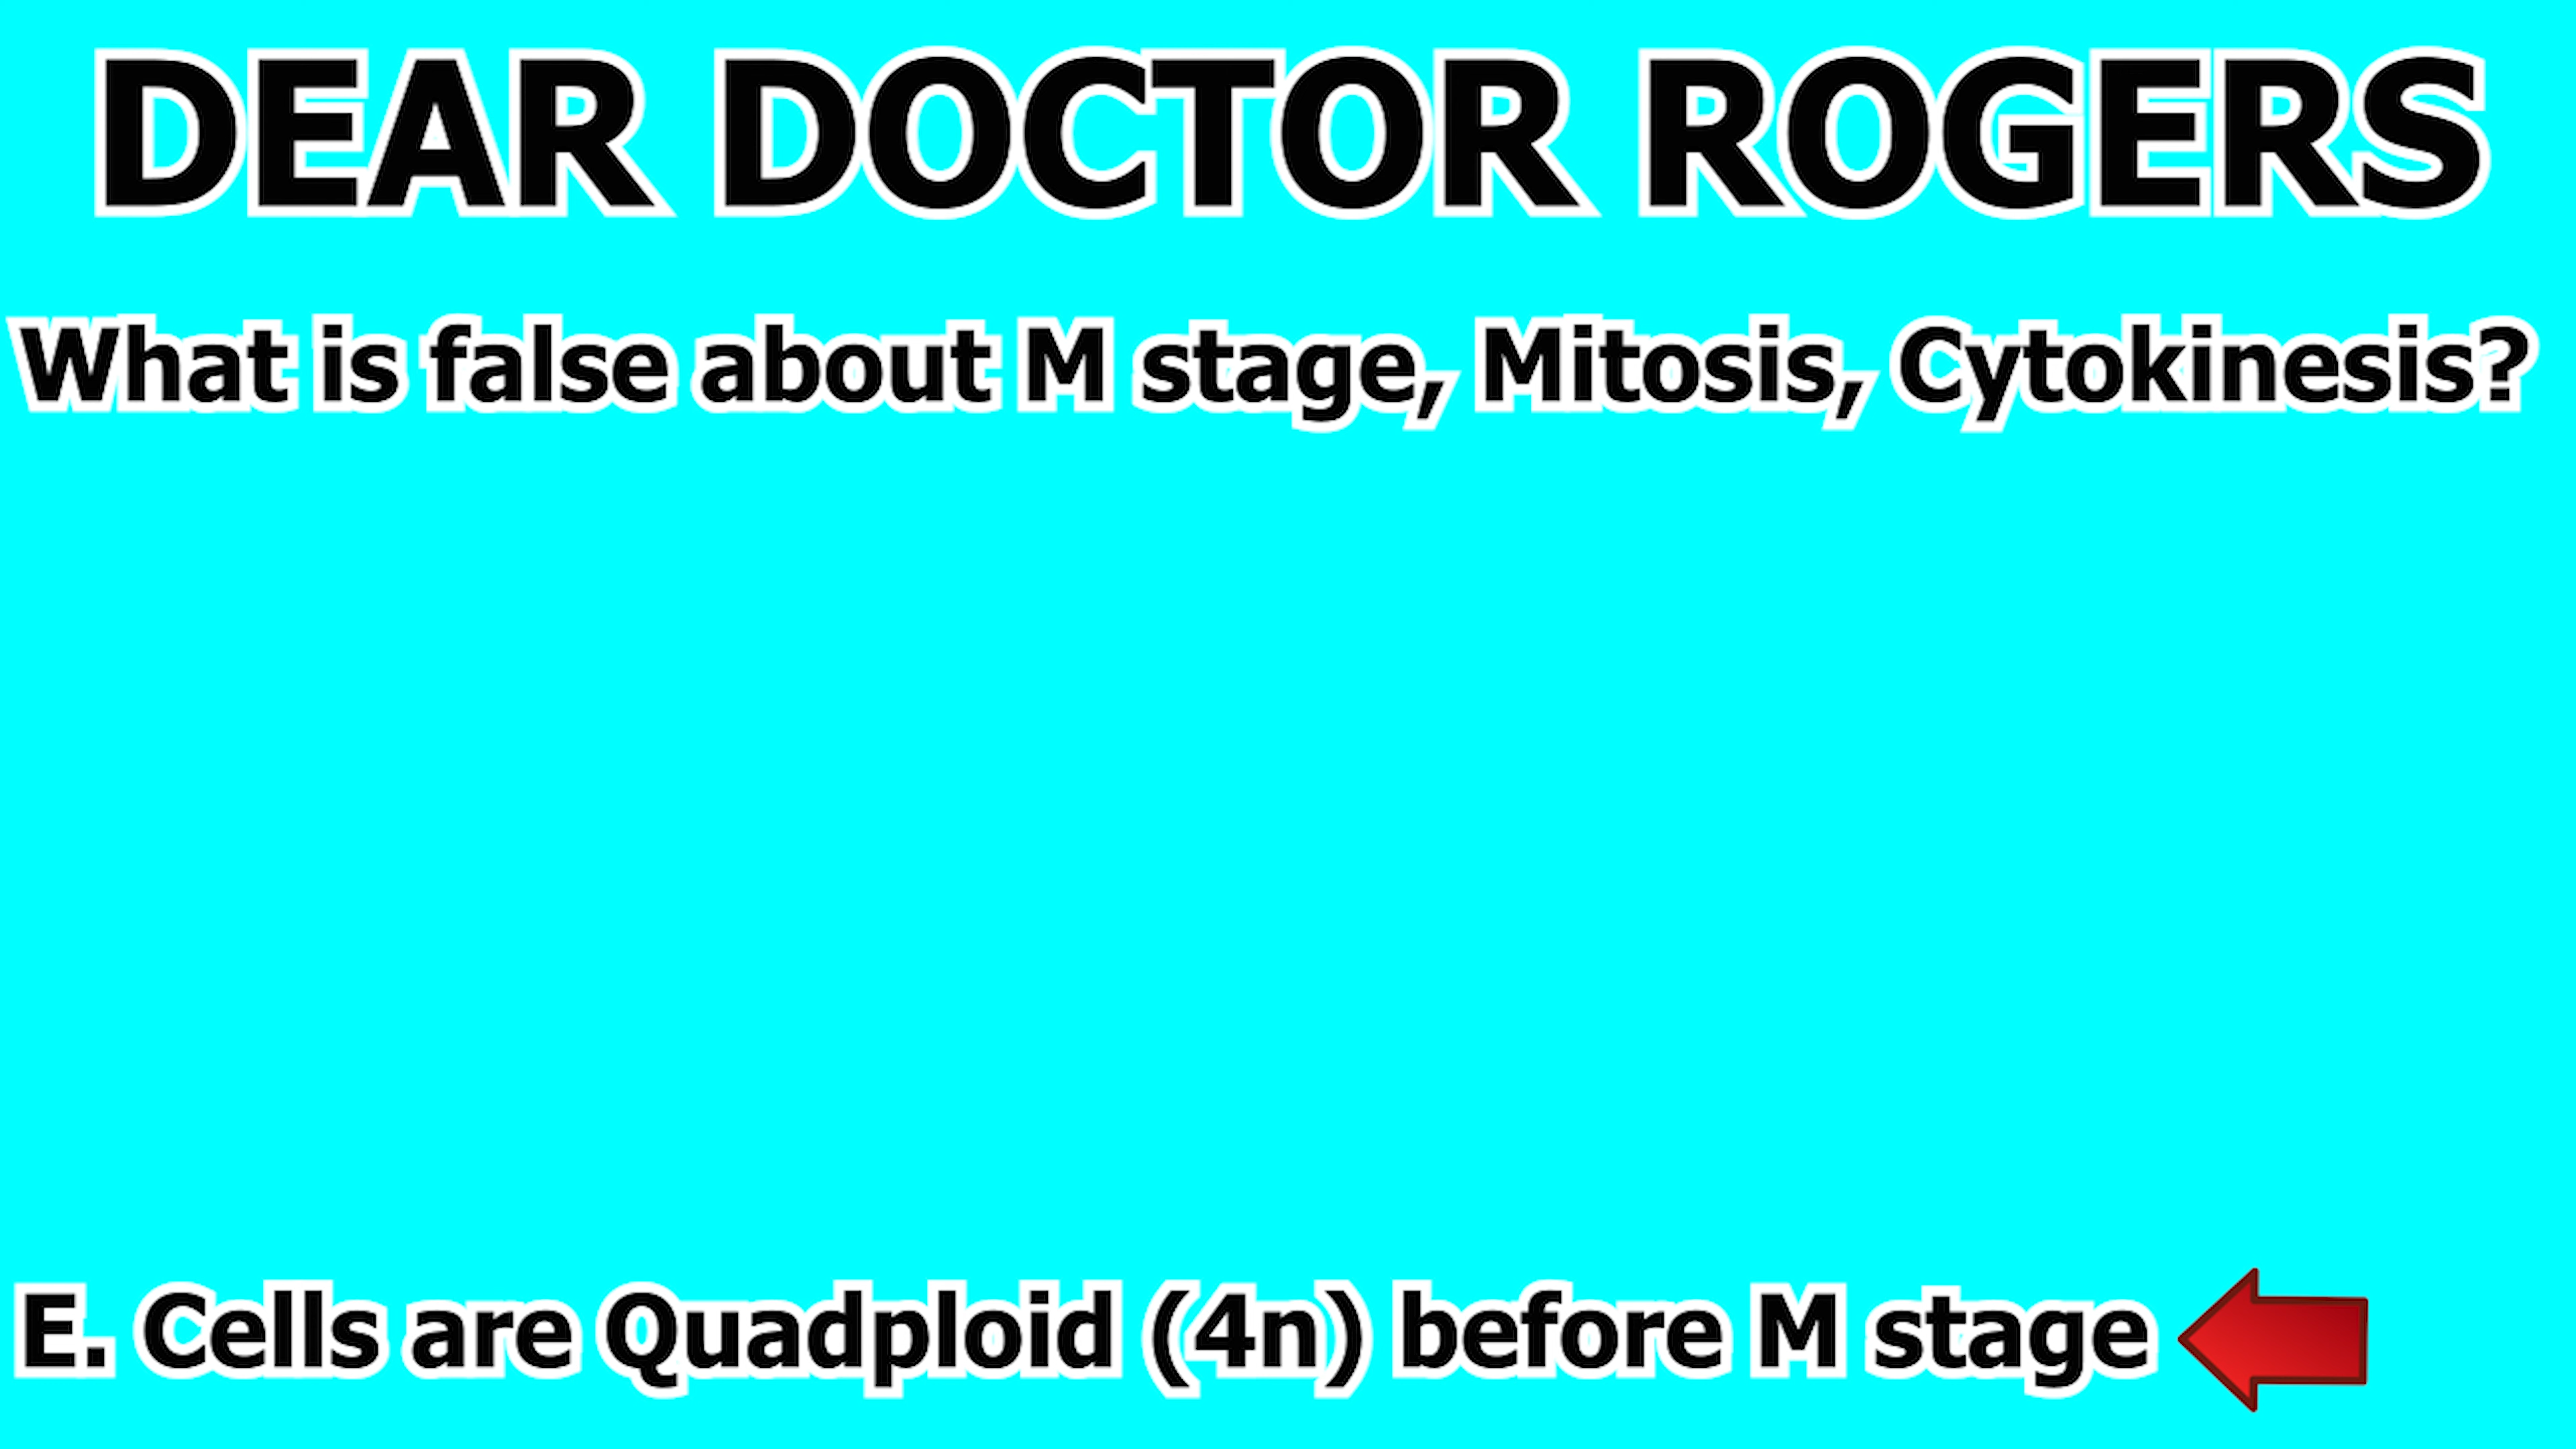 DEAR DOCTOR ROGERS
What is false about M stage, Mitosis, Cytokinesis?
E. Cells are Quadploid (4n) before M stage